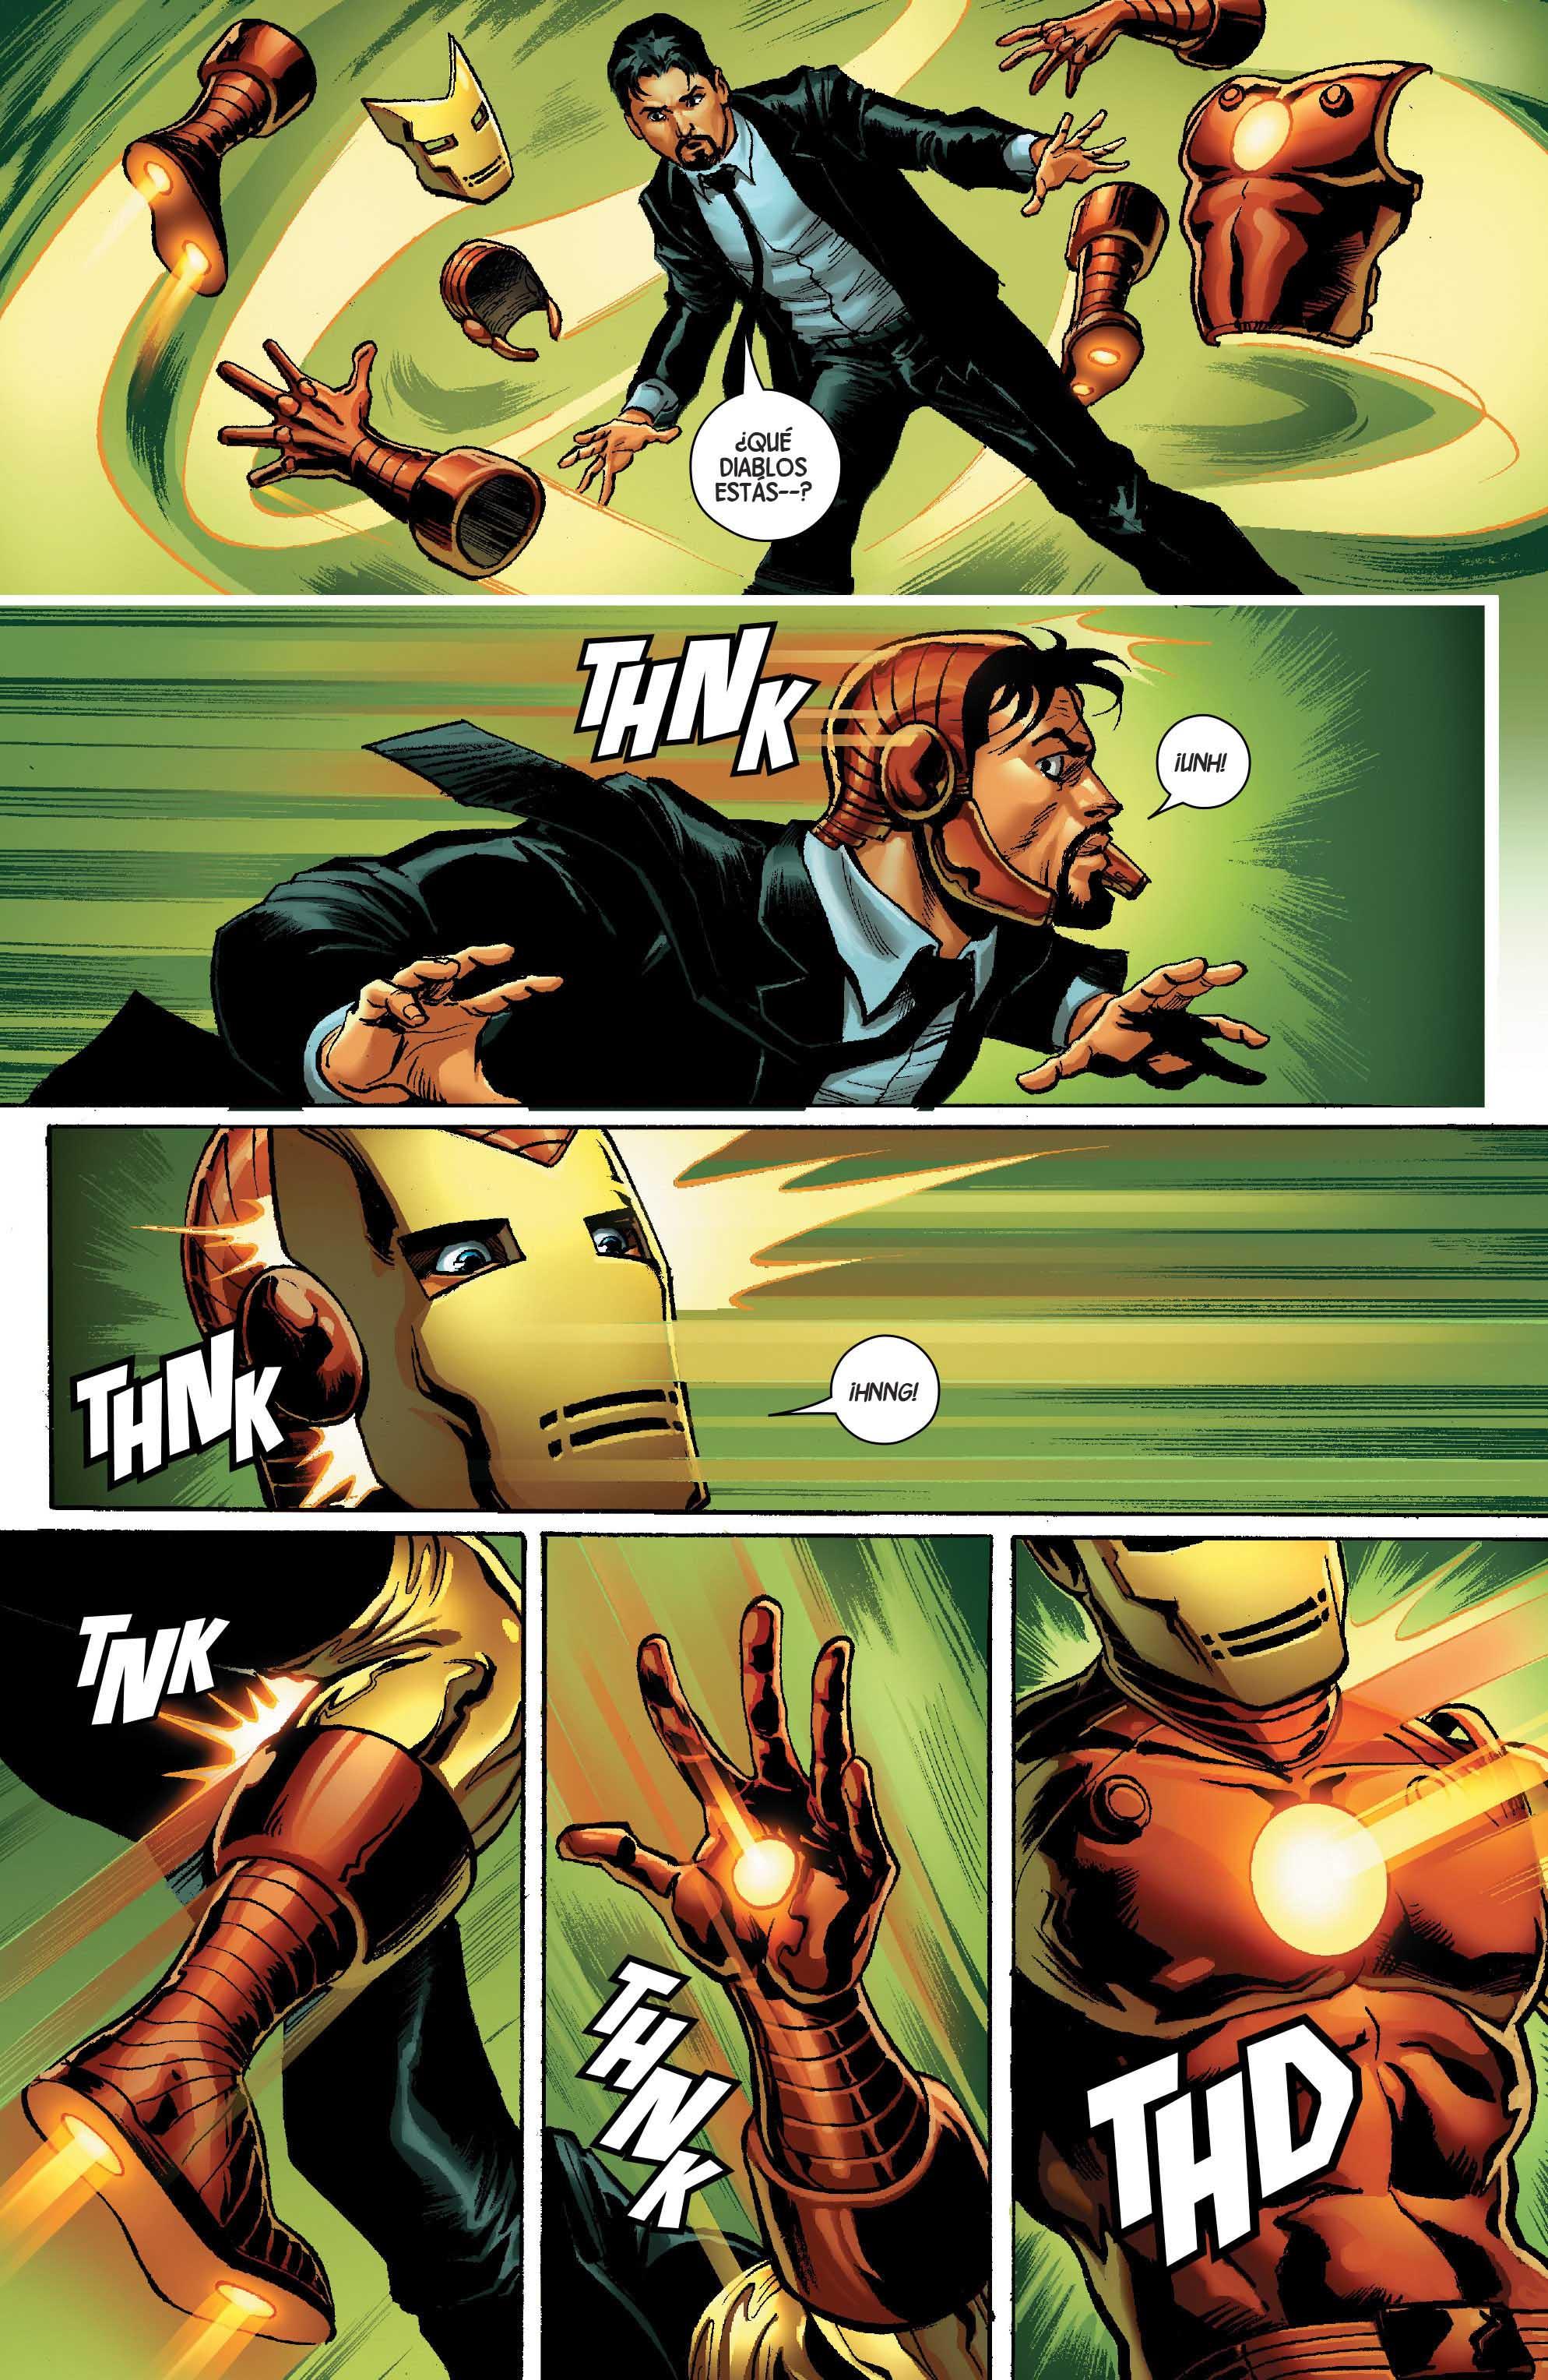 ¿QUÉ
DIABLOS
ESTÁS--?
THNK
¡UNH!
THNK
¡HNNG!
TNK
THNK
THD